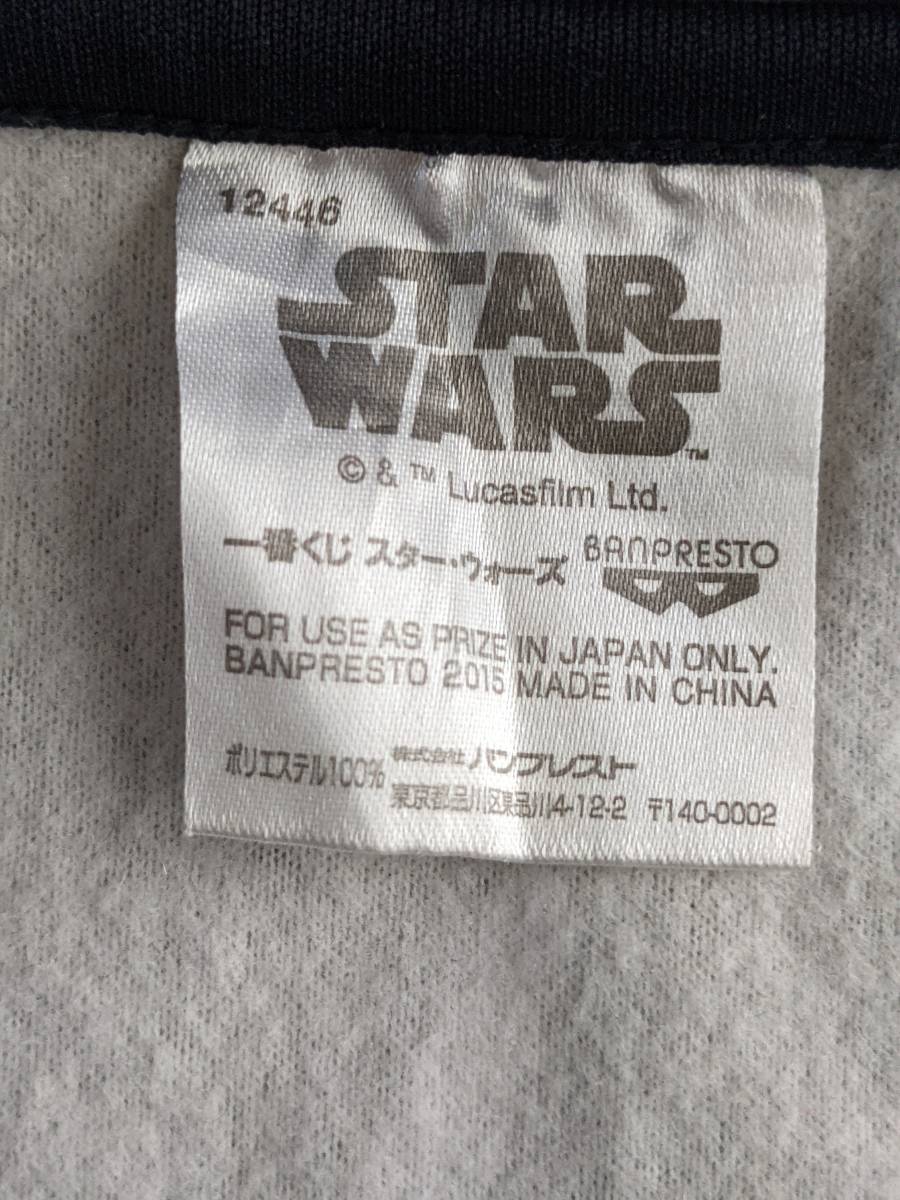 12446
STAR
WARS™
© & ™ Lucasfilm Ltd.
一番くじ スター・ウォーズ BANPRESTO
FOR USE AS PRIZE IN JAPAN ONLY.
BANPRESTO 2015 MADE IN CHINA
ポリエステル100% 株式会社 バンプレスト
東京都品川区東品川4-12-2 〒140-0002